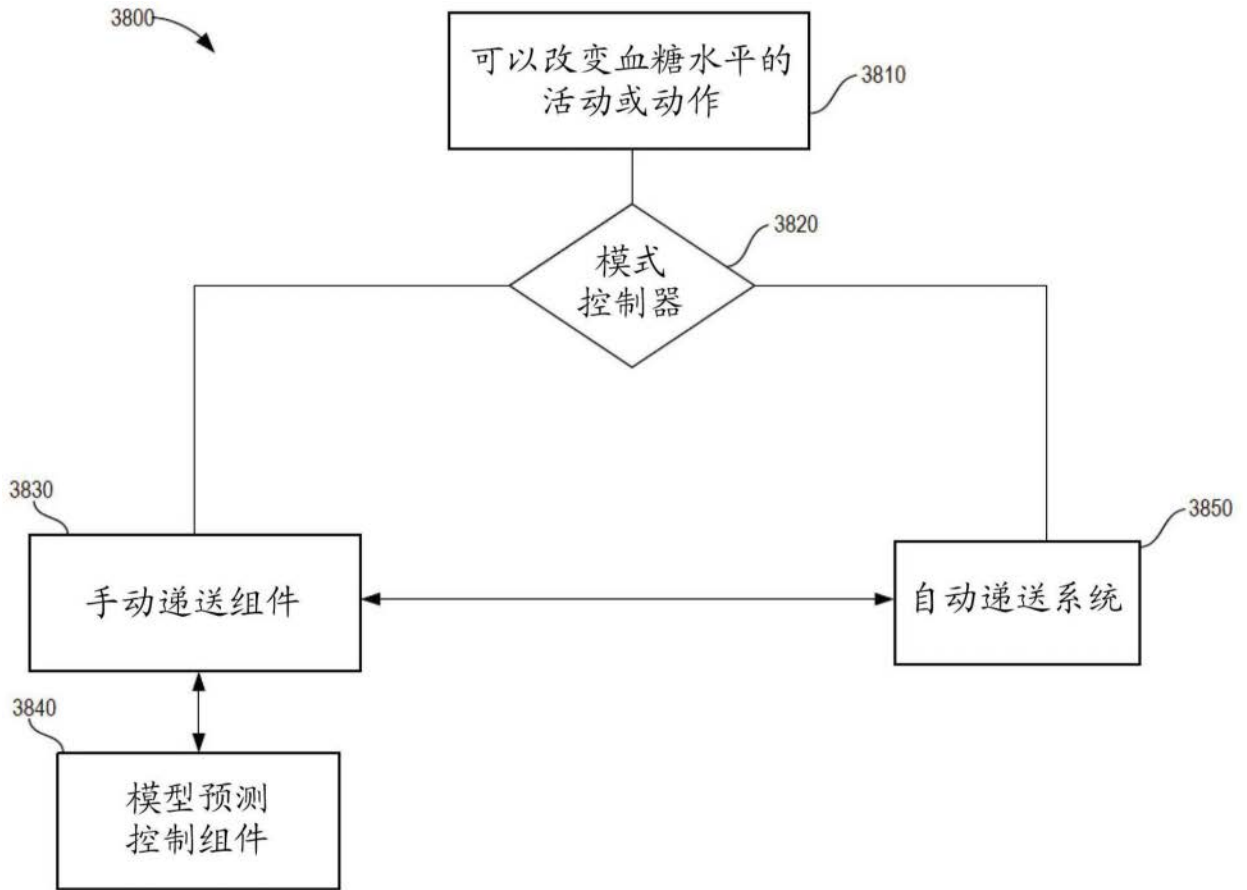 3800
可以改变血糖水平的
活动或动作
3810
3820
模式
控制器
3830
手动递送组件
3850
自动递送系统
3840
模型预测
控制组件